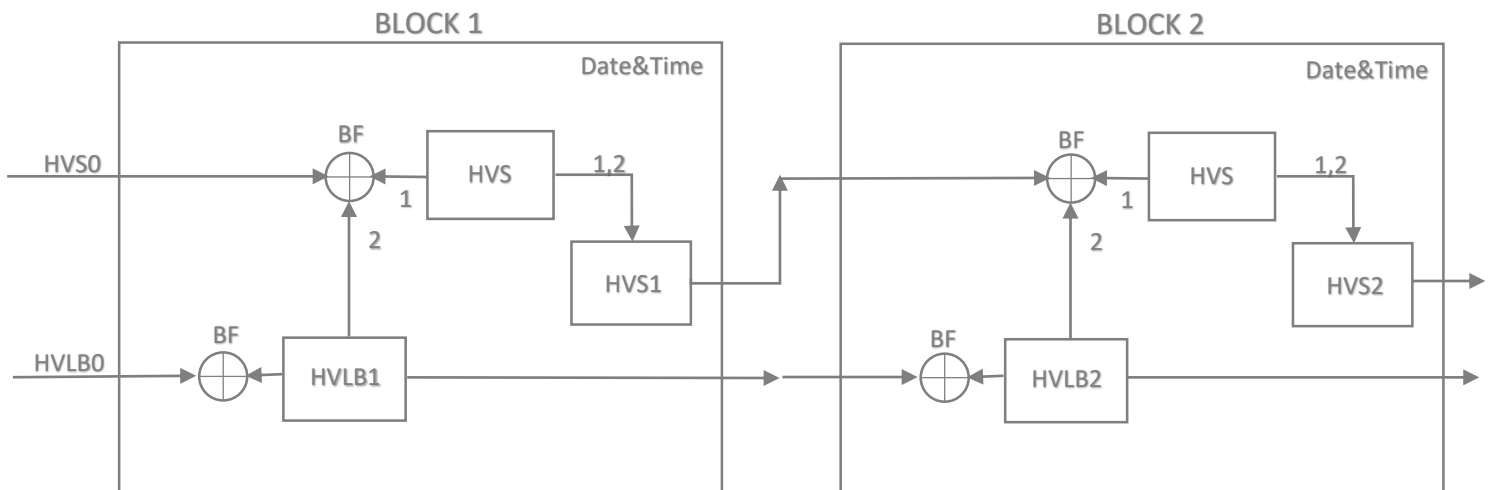 BLOCK 1
BLOCK 2
Date&Time
Date&Time
BF
BF
HVS0
HVS
1,2
HVS
1,2
1
1
2
2
HVS1
HVS2
BF
BF
HVLB0
HVLB1
HVLB2